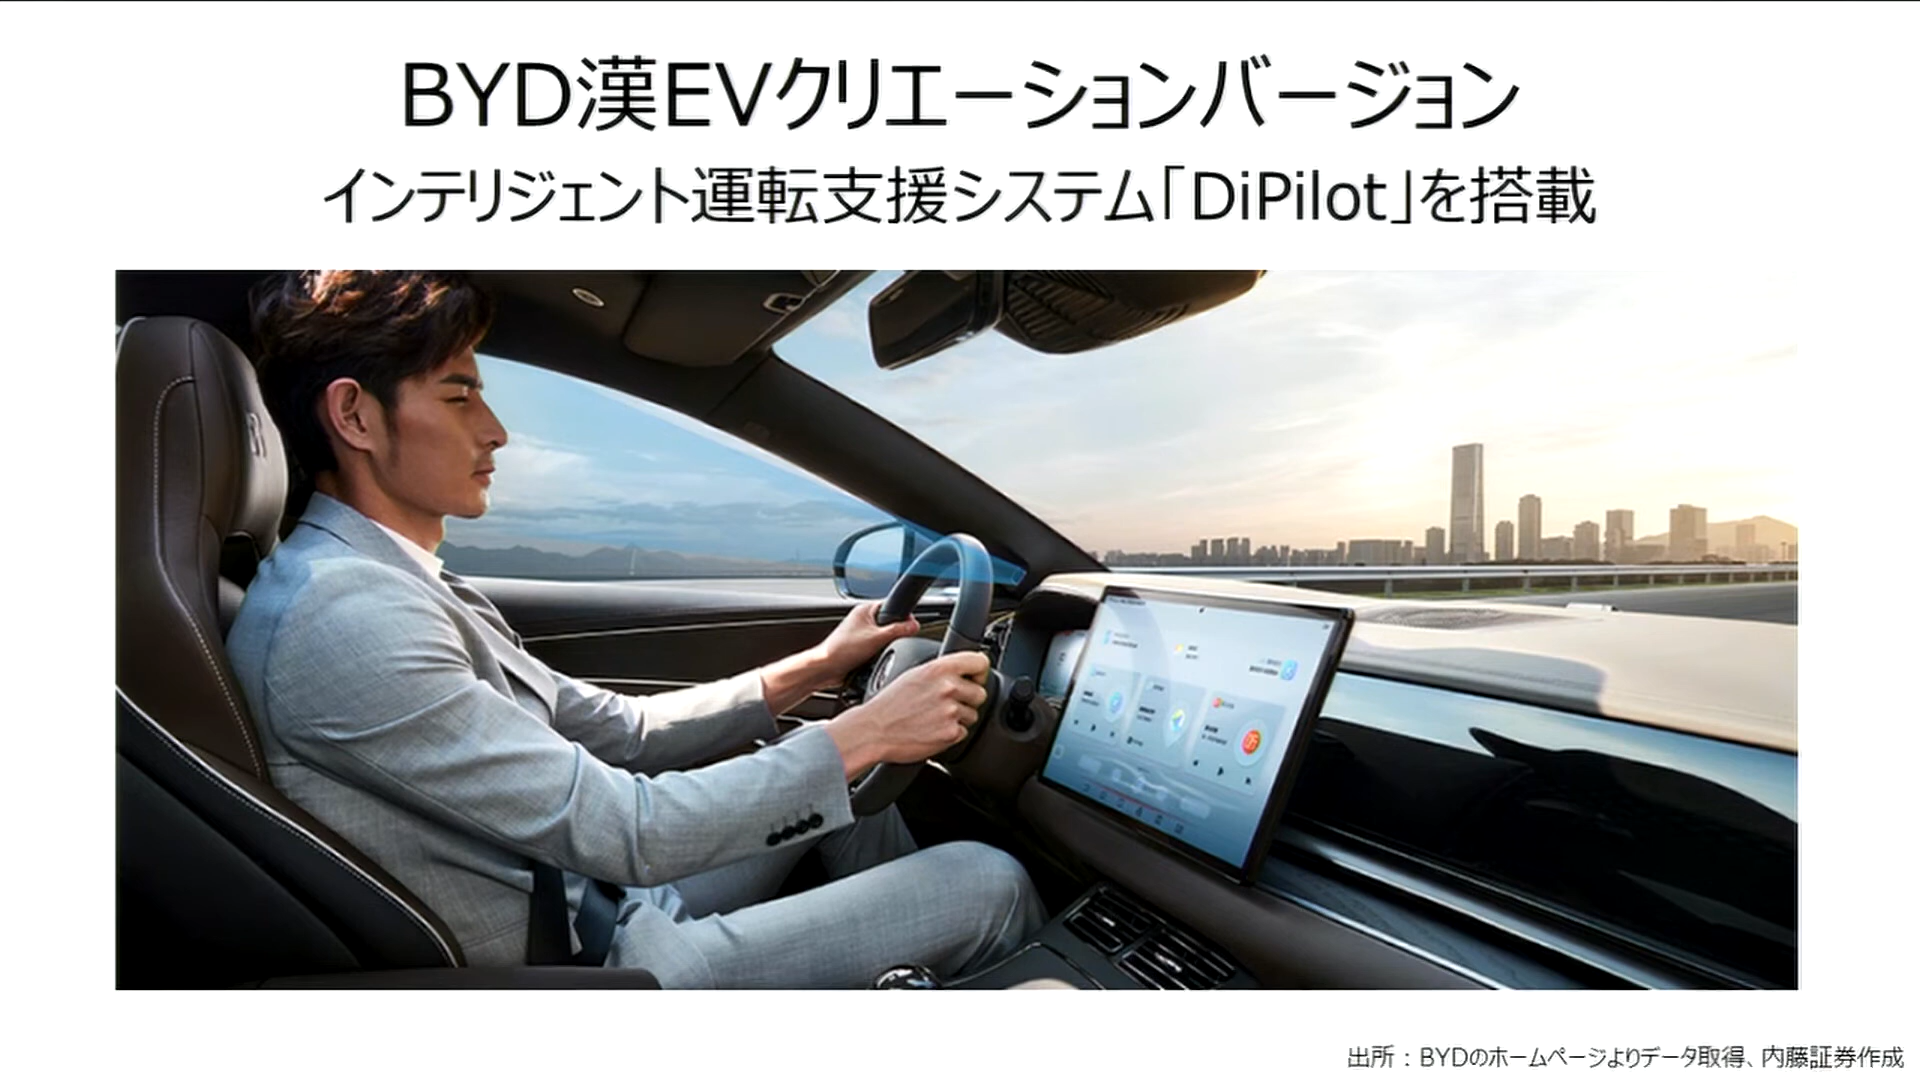 BYD漢EVクリエーションバージョン
インテリジェント運転支援システム「DiPilot」を搭載
出所：BYDのホームページよりデータ取得、内藤証券作成